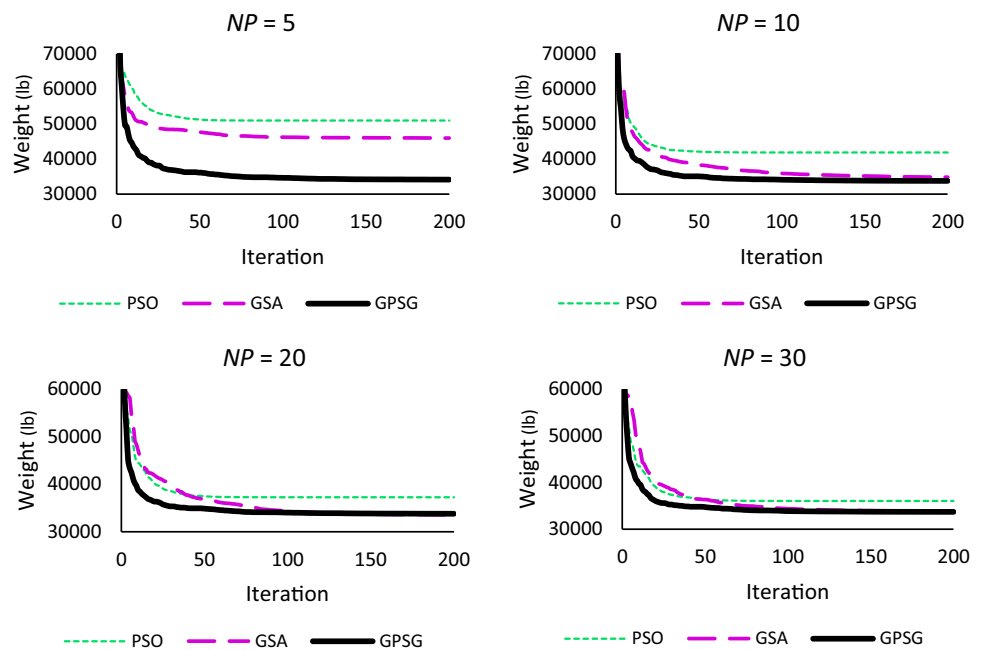 NP = 5
70000
60000
50000
40000
30000
Weight (lb)
0 50 100 150 200
Iteration
PSO GSA GPSG
NP = 10
70000
60000
50000
40000
30000
Weight (lb)
0 50 100 150 200
Iteration
PSO GSA GPSG
NP = 20
60000
50000
40000
30000
Weight (lb)
0 50 100 150 200
Iteration
PSO GSA GPSG
NP = 30
60000
50000
40000
30000
Weight (lb)
0 50 100 150 200
Iteration
PSO GSA GPSG